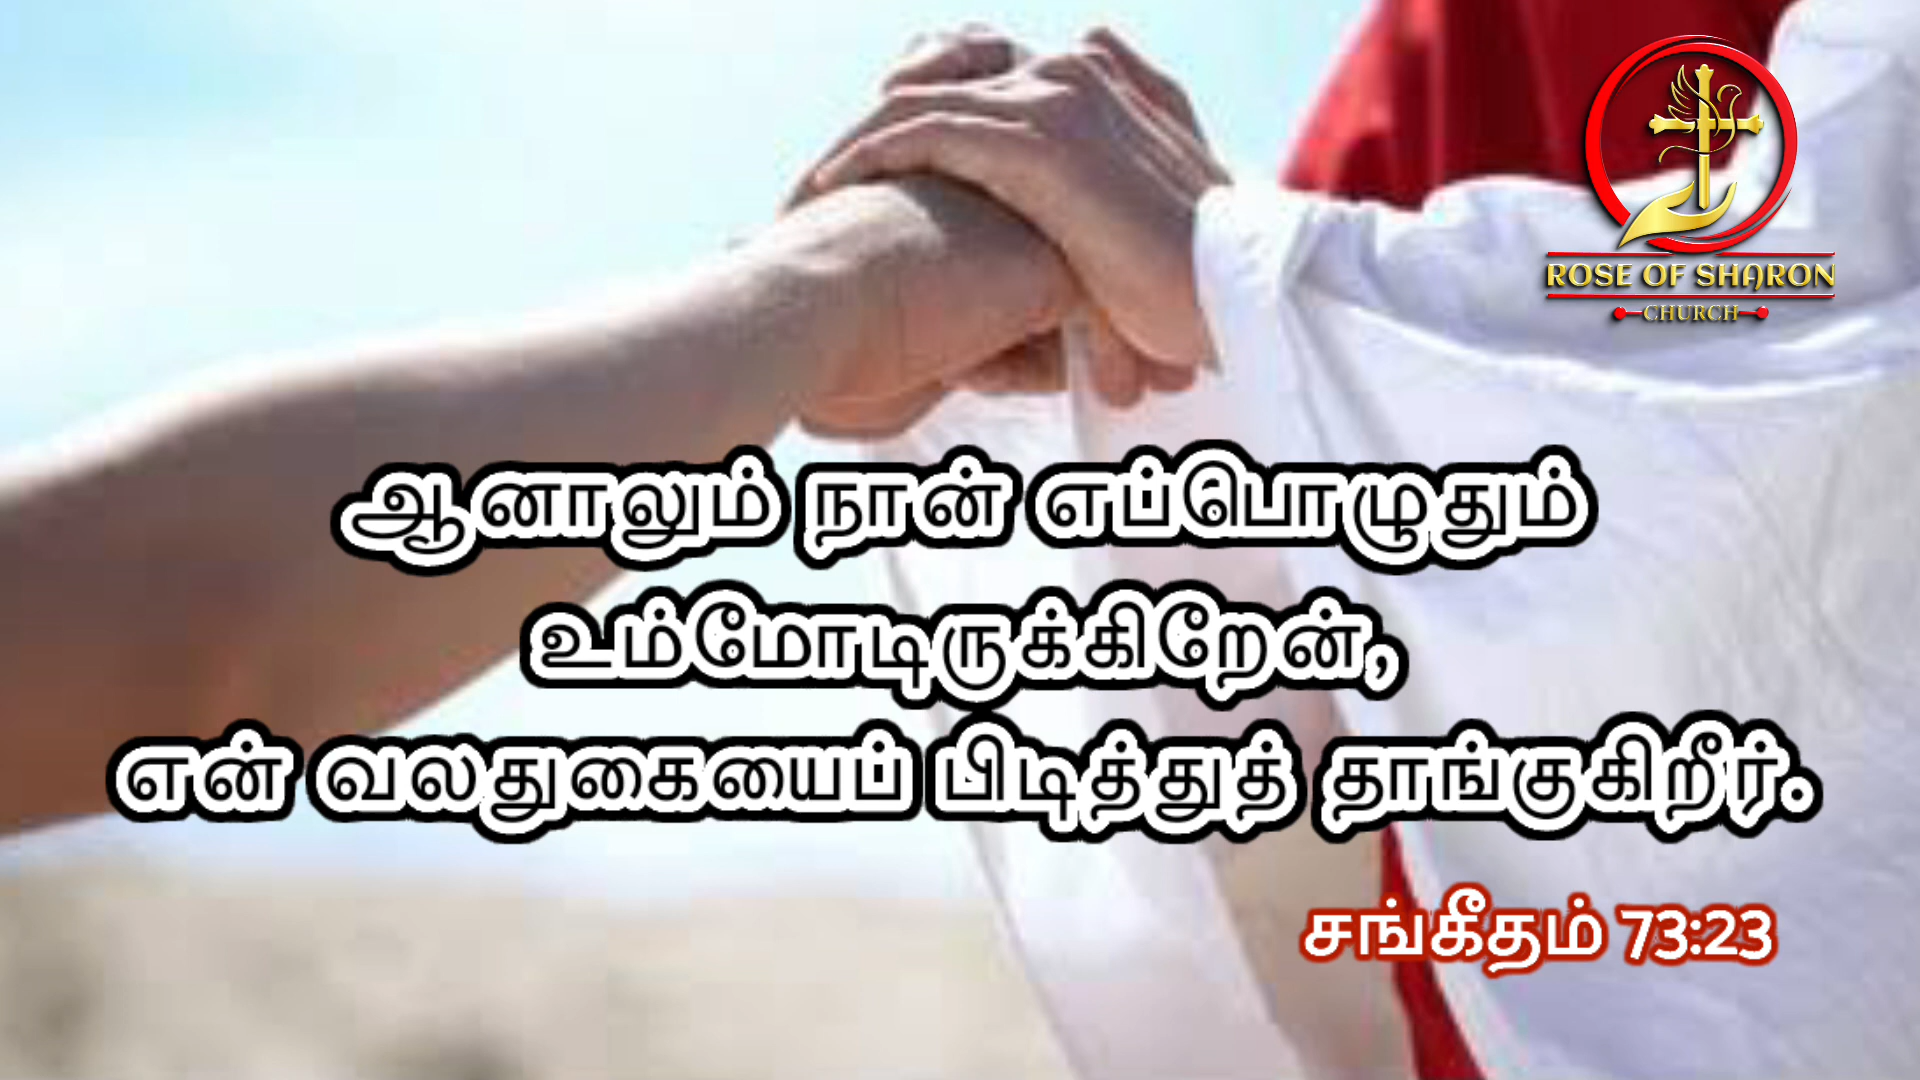 ROSE OF SHARON
CHURCH
ஆனாலும் நான் எப்பொழுதும்
உம்மோடிருக்கிறேன்,
என் வலதுகையைப் பிடித்துத் தாங்குகிறீர்.
சங்கீதம் 73:23